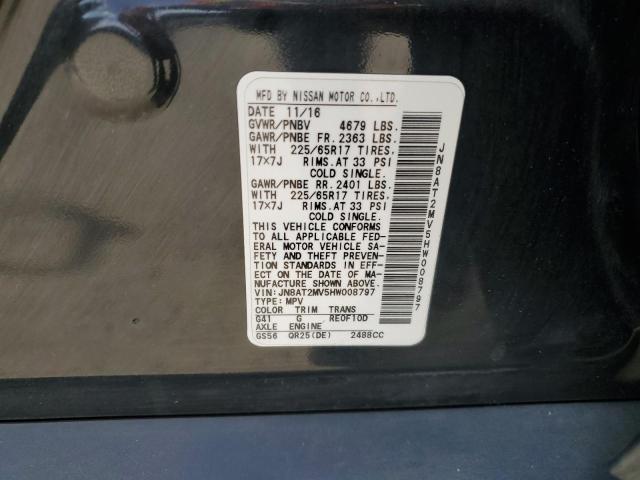 MFD BY NISSAN MOTOR CO.,LTD.
DATE 11/16
GVWR/PNBV 4679 LBS.
GAWR/PNBE FR. 2363 LBS.
WITH 225/65R17 TIRES.
17×7J RIMS.AT 33 PSI
COLD SINGLE.
GAWR/PNBE RR. 2401 LBS.
WITH 225/65R17 TIRES.
17×7J RIMS.AT 33 PSI
COLD SINGLE.
THIS VEHICLE CONFORMS
TO ALL APPLICABLE FED-
ERAL MOTOR VEHICLE SA-
FETY AND THEFT PREVENTION
STANDARDS IN EFF-
ECT ON THE DATE OF MA-
NUFACTURE SHOWN ABOVE.
VIN:JN8AT2MV5HW008797
TYPE:MPV
COLOR TRIM TRANS
G41 G RE0F10D
AXLE ENGINE
GS56 QR25(DE) 2488CC
JN8AT2MV5HW008797